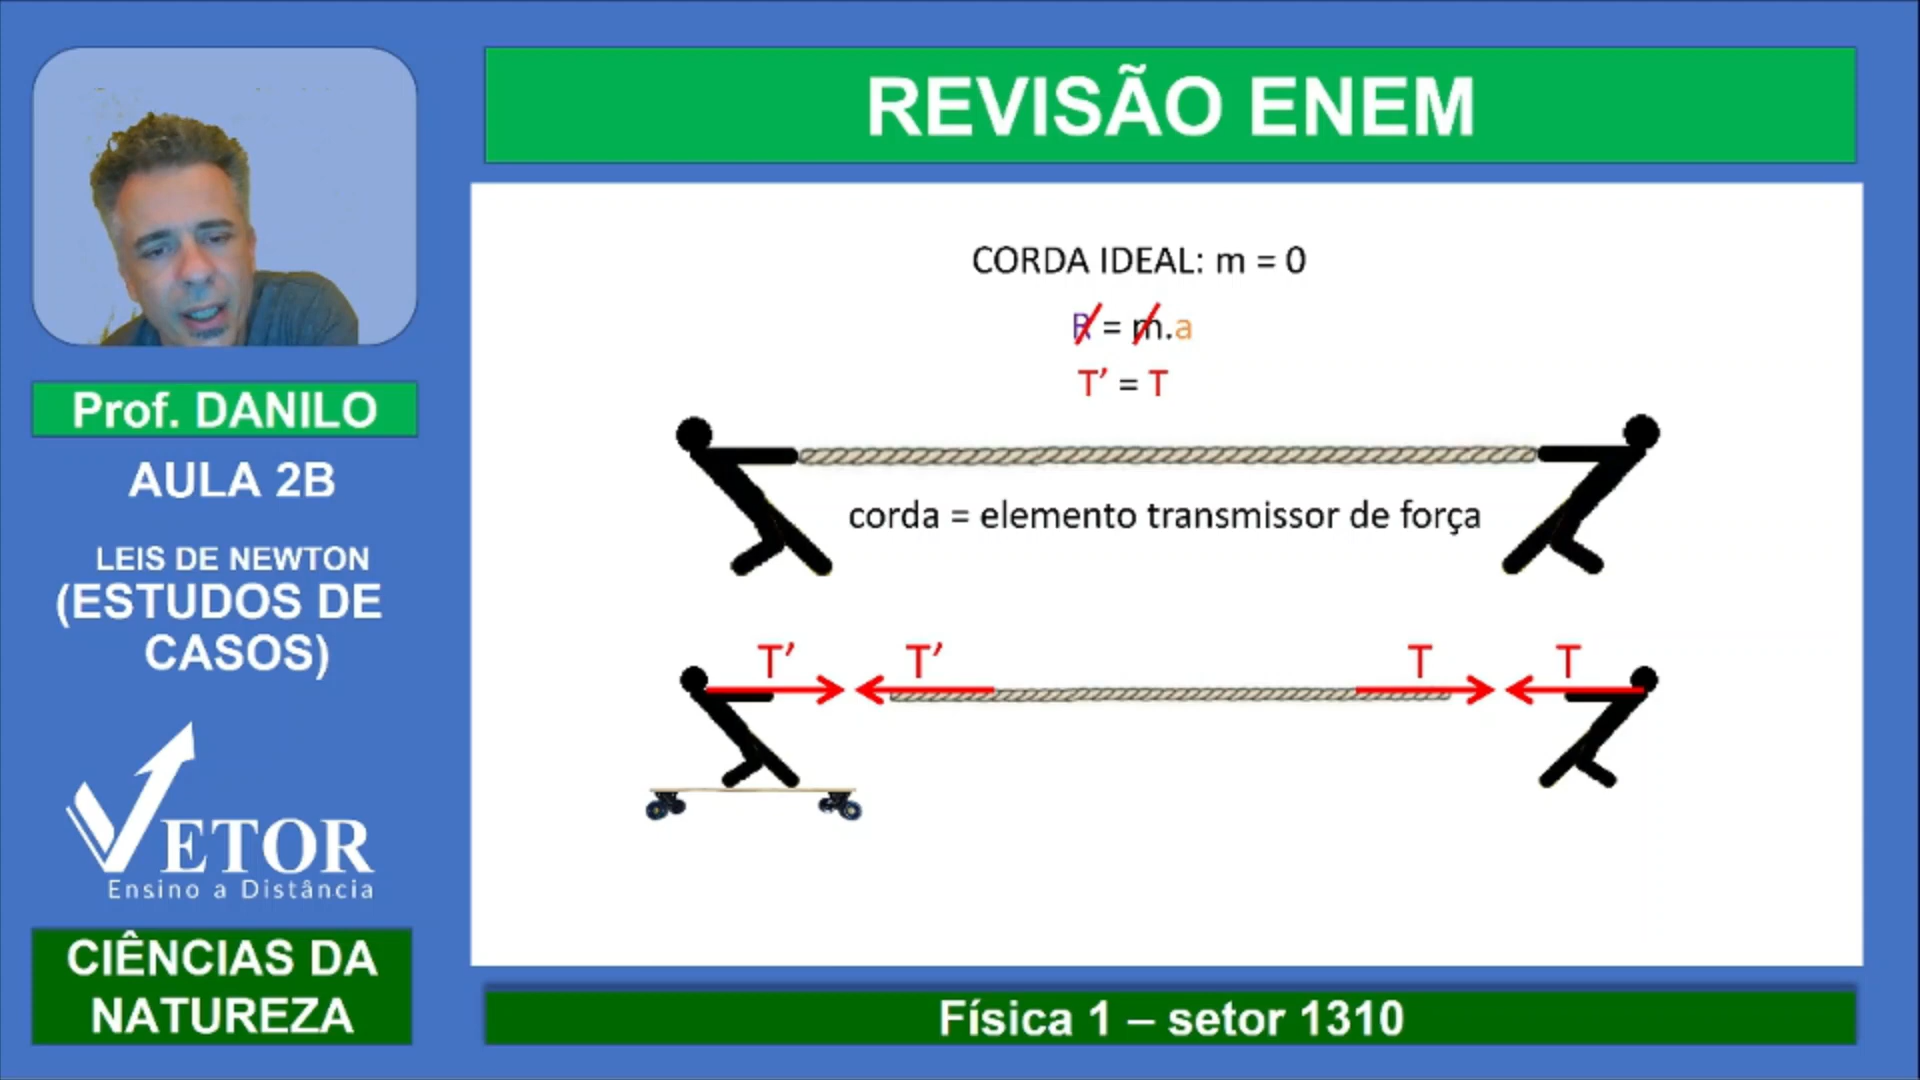 REVISÃO ENEM
CORDA IDEAL: m = 0
R = m.a
T' = T
corda = elemento transmissor de força
T' T' T T
Prof. DANILO
AULA 2B
LEIS DE NEWTON
(ESTUDOS DE
CASOS)
VETOR
Ensino a Distância
CIÊNCIAS DA
NATUREZA
Física 1 – setor 1310